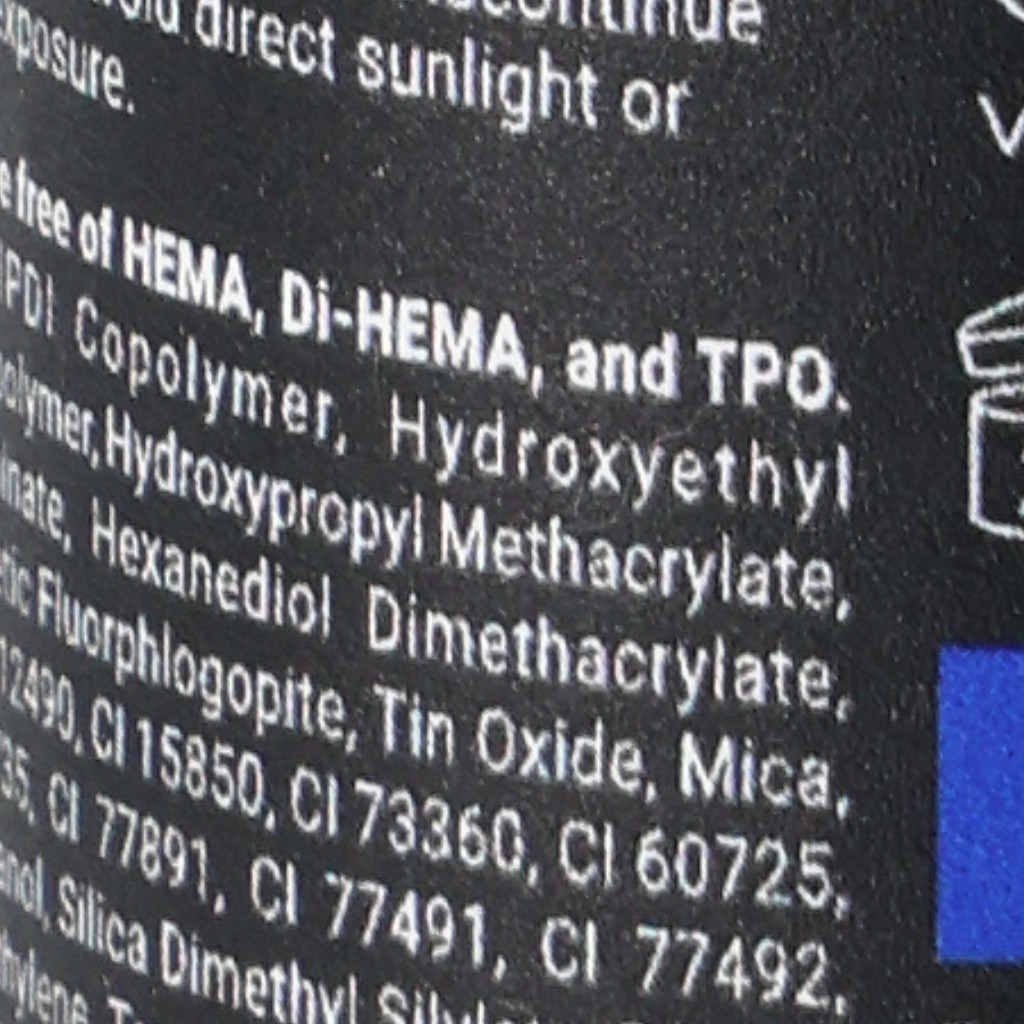 direct sunlight or
exposure.
free of HEMA, Di-HEMA, and TPO.
Copolymer, Hydroxyethyl
Hydroxypropyl Methacrylate,
Hexanediol Dimethacrylate,
Fluorphlogopite, Tin Oxide, Mica,
12490, CI 15850, CI 73360, CI 60725,
CI 77891, CI 77491, CI 77492,
Silica Dimethyl